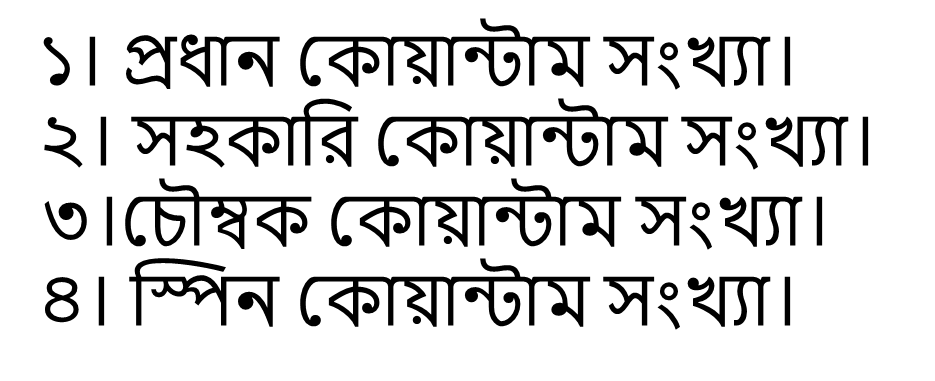 ১। প্রধান কোয়ান্টাম সংখ্যা।
২। সহকারি কোয়ান্টাম সংখ্যা।
৩।চৌম্বক কোয়ান্টাম সংখ্যা।
৪। স্পিন কোয়ান্টাম সংখ্যা।